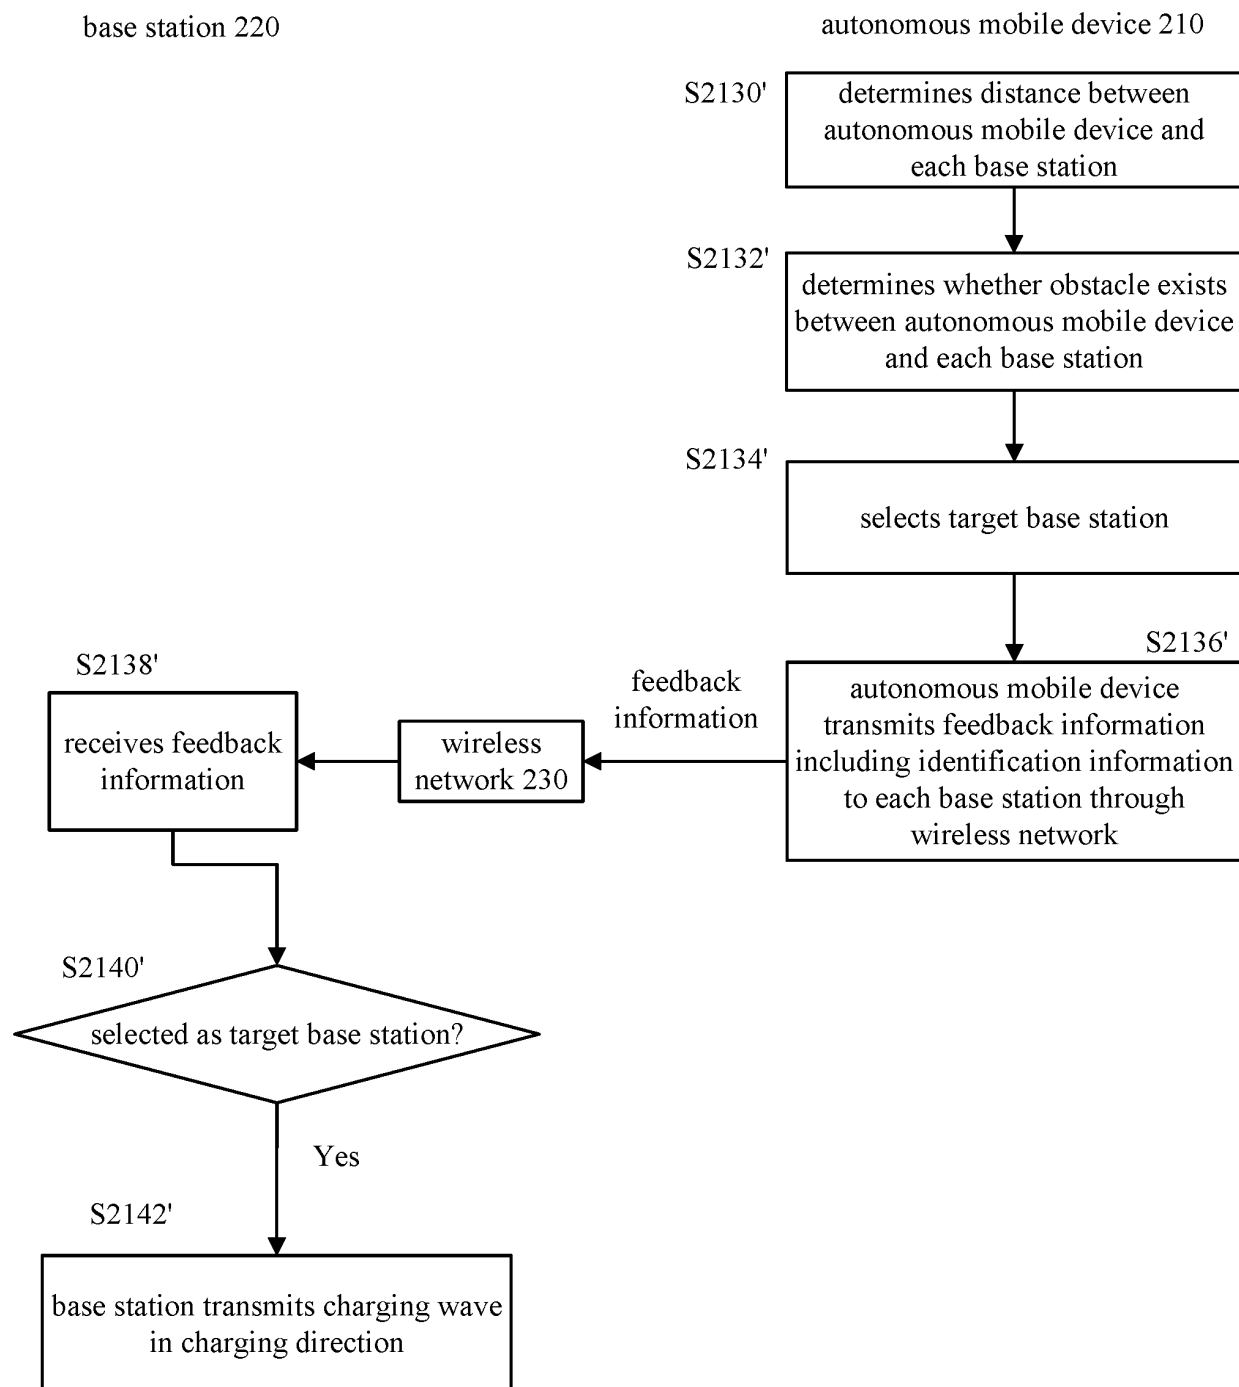 base station 220
autonomous mobile device 210
S2130'
determines distance between
autonomous mobile device and
each base station
S2132'
determines whether obstacle exists
between autonomous mobile device
and each base station
S2134'
selects target base station
S2136'
autonomous mobile device
transmits feedback information
including identification information
to each base station through
wireless network
feedback
information
wireless
network 230
S2138'
receives feedback
information
S2140'
selected as target base station?
Yes
S2142'
base station transmits charging wave
in charging direction